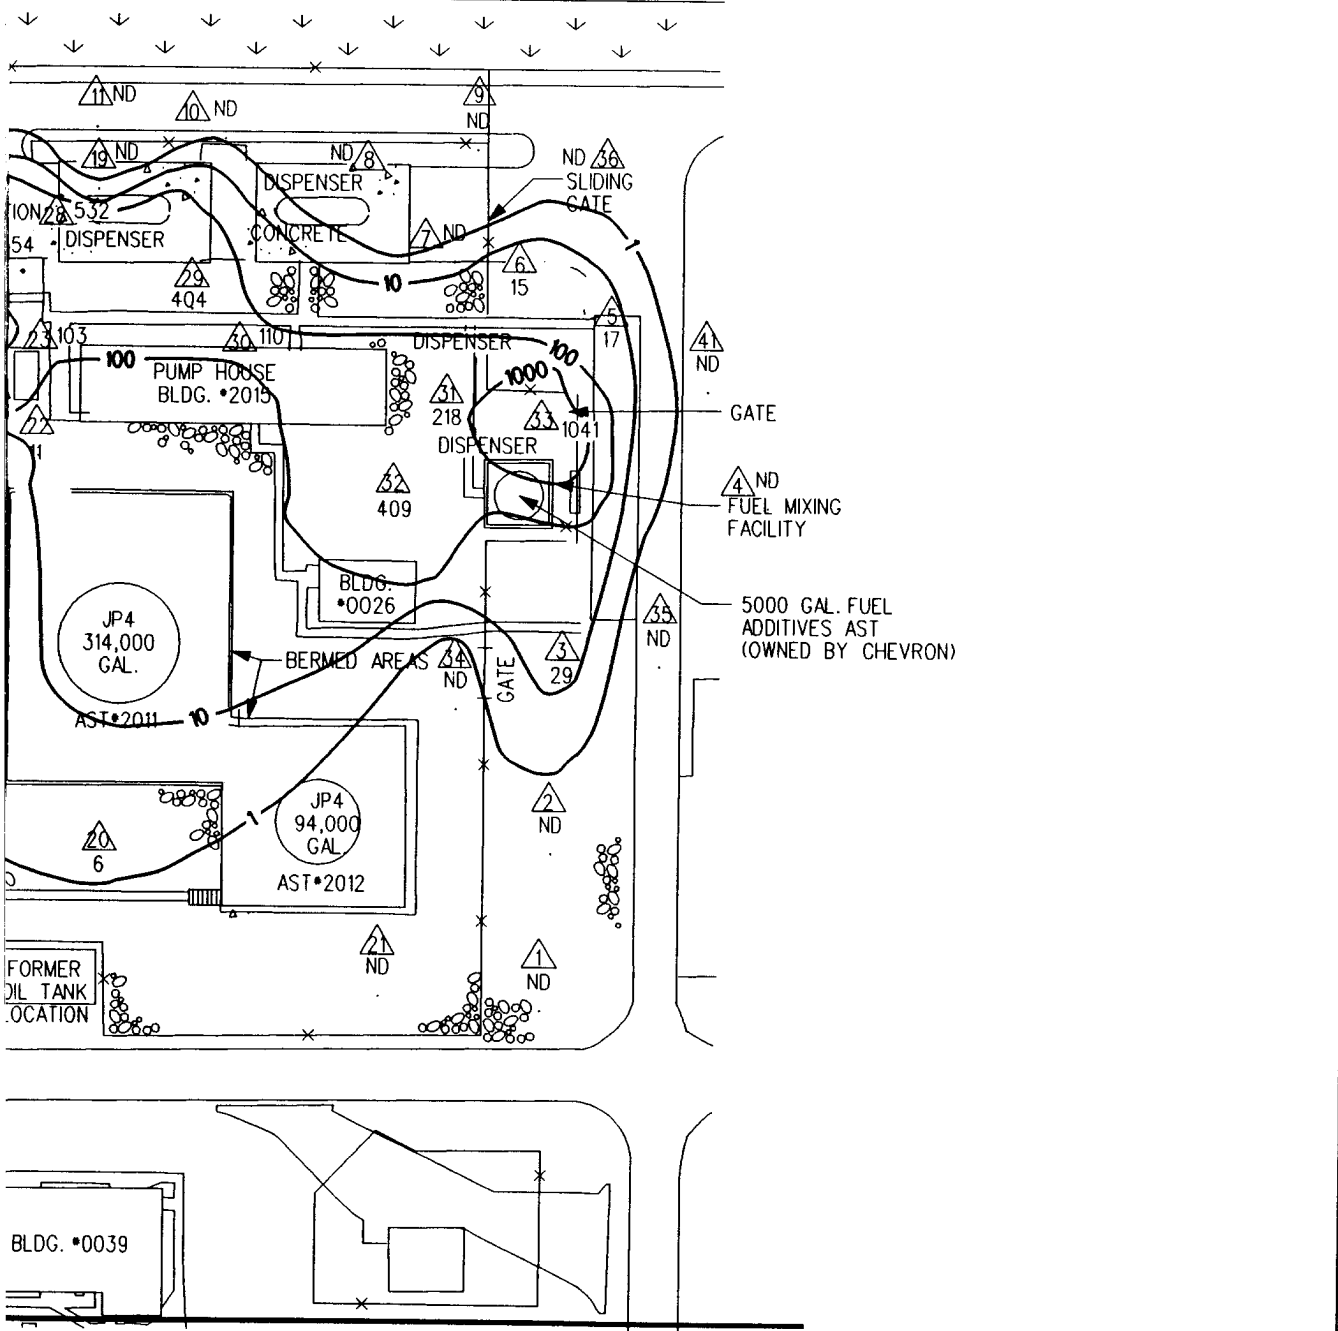 11 ND
10 ND
9
ND
19 ND
ND 8
ND 36
DISPENSER
SLIDING
GATE
ION 28 532
DISPENSER
CONCRETE
7 ND
1
54
29
404
10
6
15
5
17
23 103
30 110
DISPENSER
100
41
ND
100
PUMP HOUSE
BLDG. *2015
1000
31
218
33
1041
GATE
22
11
DISPENSER
32
409
4 ND
FUEL MIXING
FACILITY
BLDG.
*0026
JP4
314,000
GAL.
35
ND
5000 GAL. FUEL
ADDITIVES AST
(OWNED BY CHEVRON)
BERMED AREAS
34
ND
GATE
3
29
AST*2011
10
JP4
94,000
GAL.
1
2
ND
20
6
AST*2012
21
ND
1
ND
FORMER
OIL TANK
LOCATION
BLDG. *0039